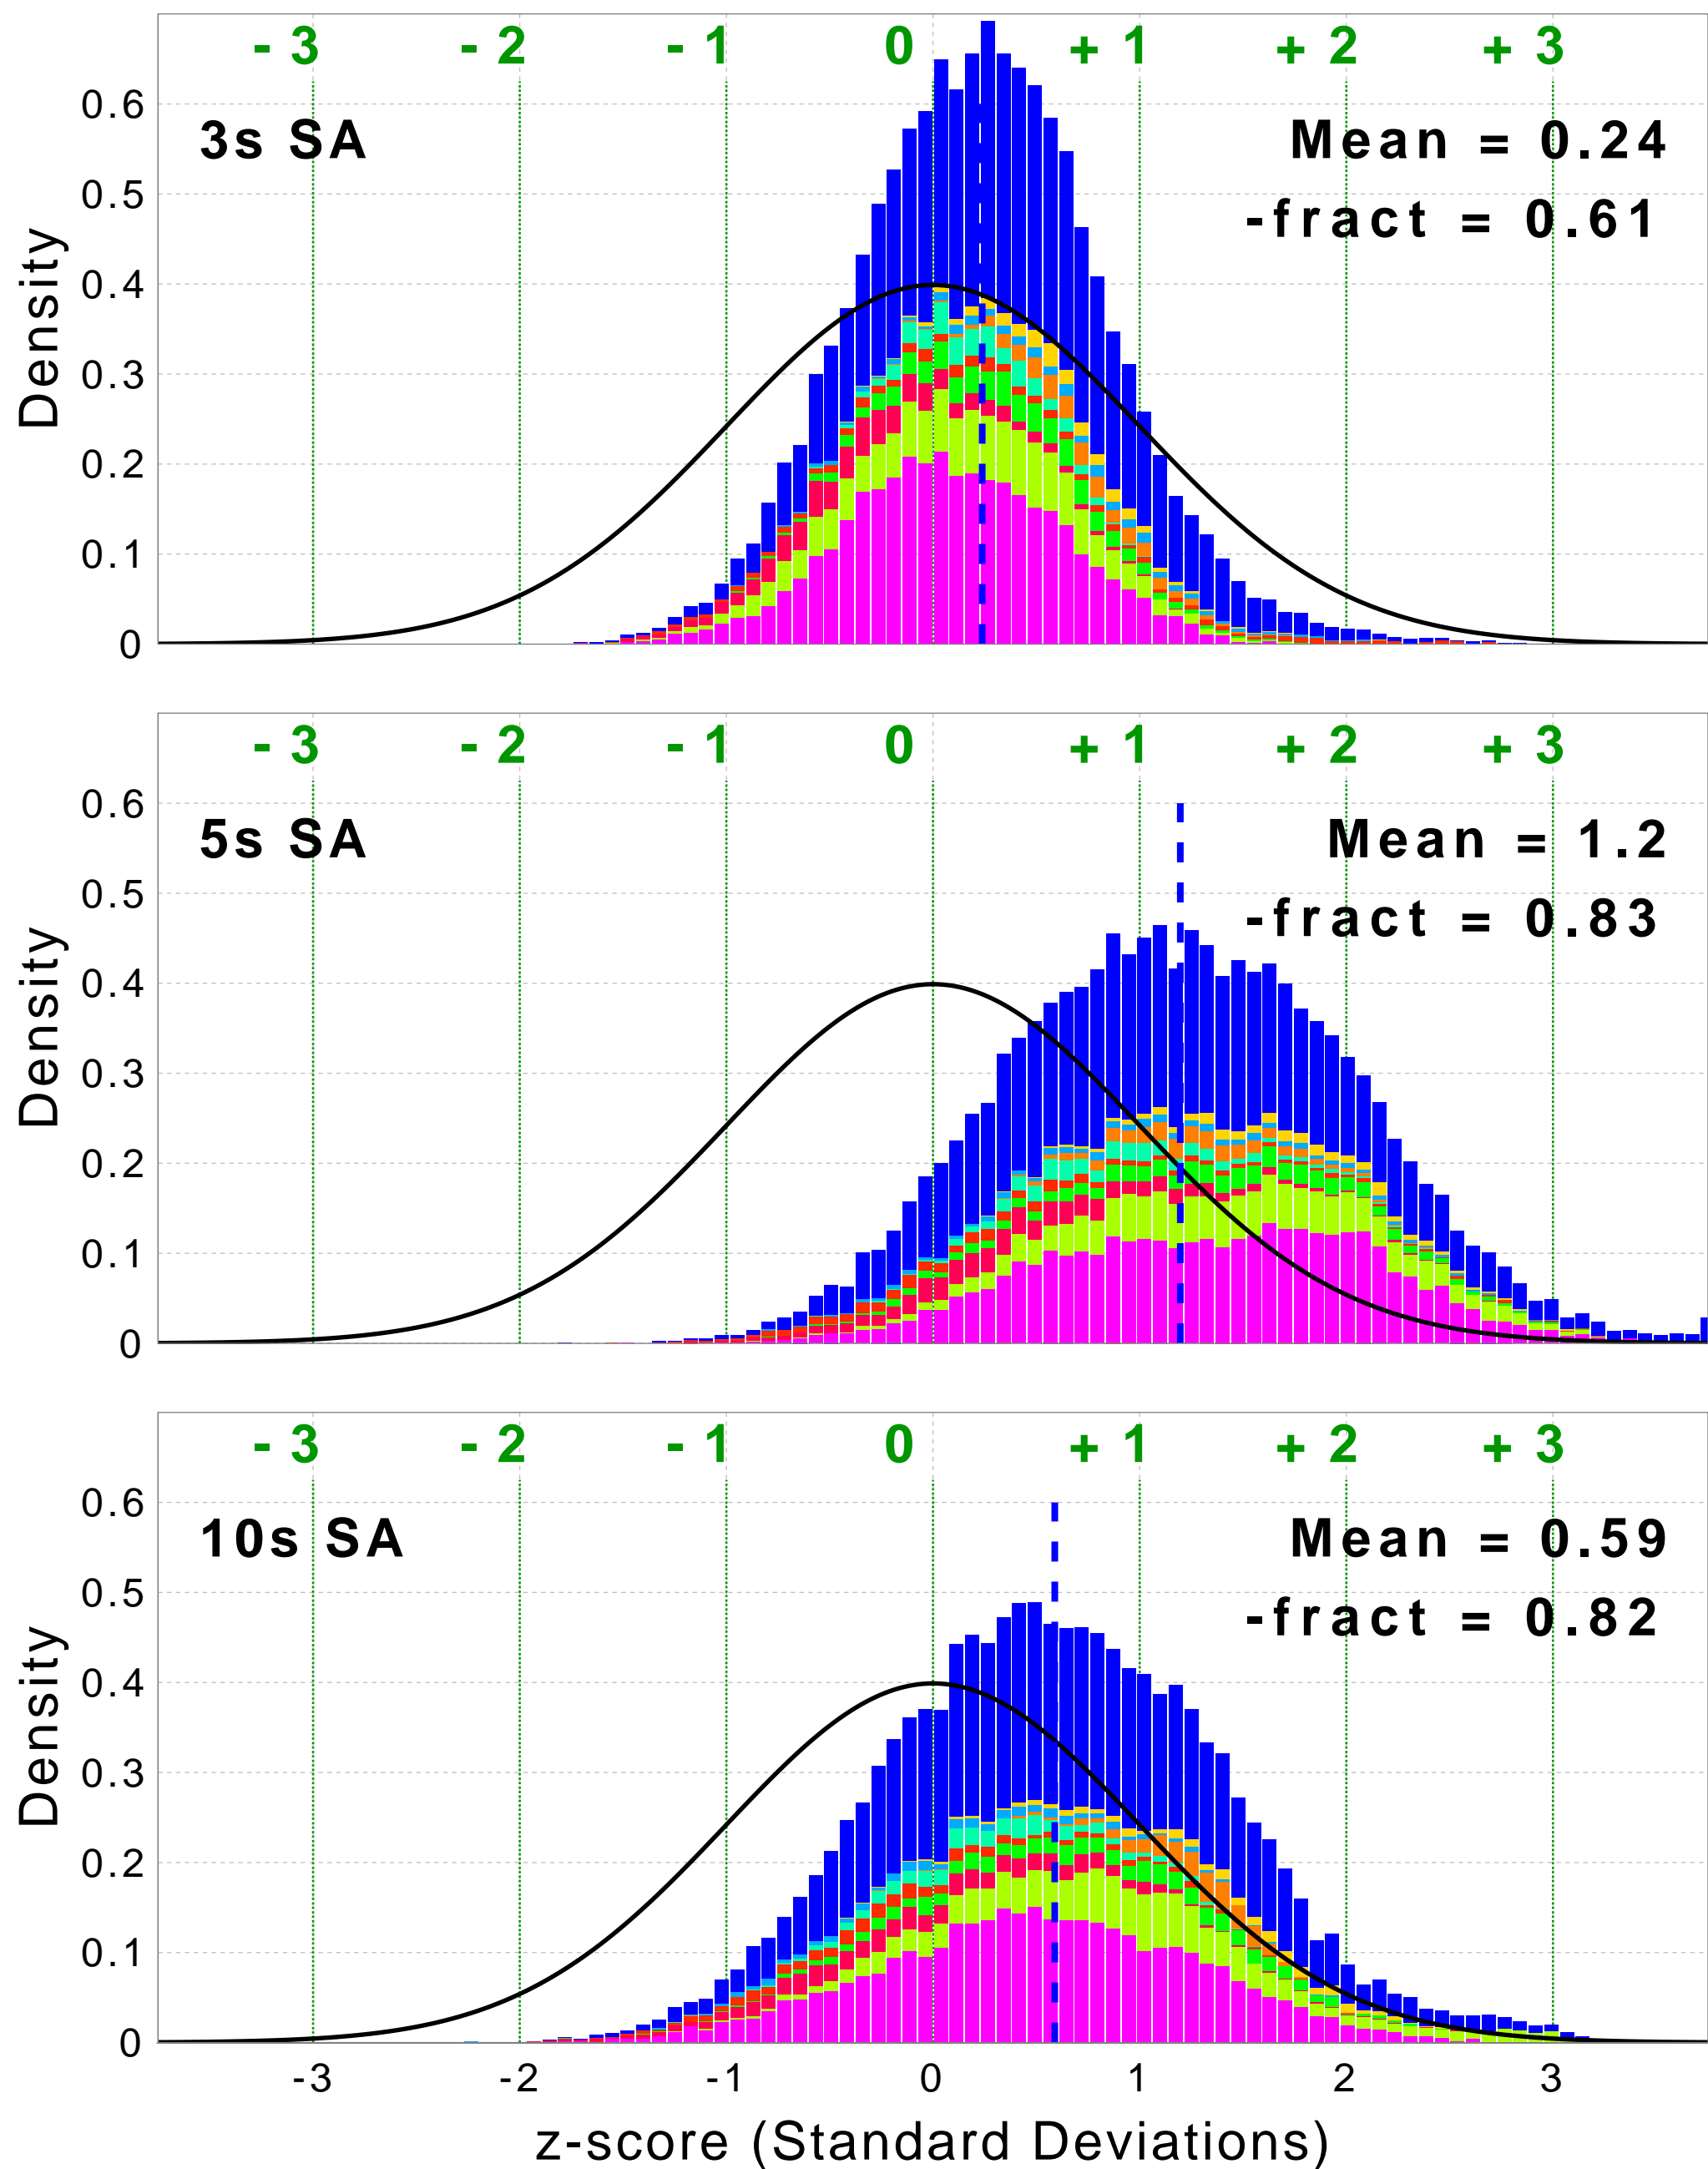 - 3 - 2 - 1 0 + 1 + 2 + 3
0.6
3s SA
Mean = 0.24
0.5
-fract = 0.61
0.4
Density
0.3
0.2
0.1
0
- 3 - 2 - 1 0 + 1 + 2 + 3
0.6
5s SA
Mean = 1.2
0.5
-fract = 0.83
0.4
Density
0.3
0.2
0.1
0
- 3 - 2 - 1 0 + 1 + 2 + 3
0.6
10s SA
Mean = 0.59
0.5
-fract = 0.82
0.4
Density
0.3
0.2
0.1
0
-3 -2 -1 0 1 2 3
z-score (Standard Deviations)